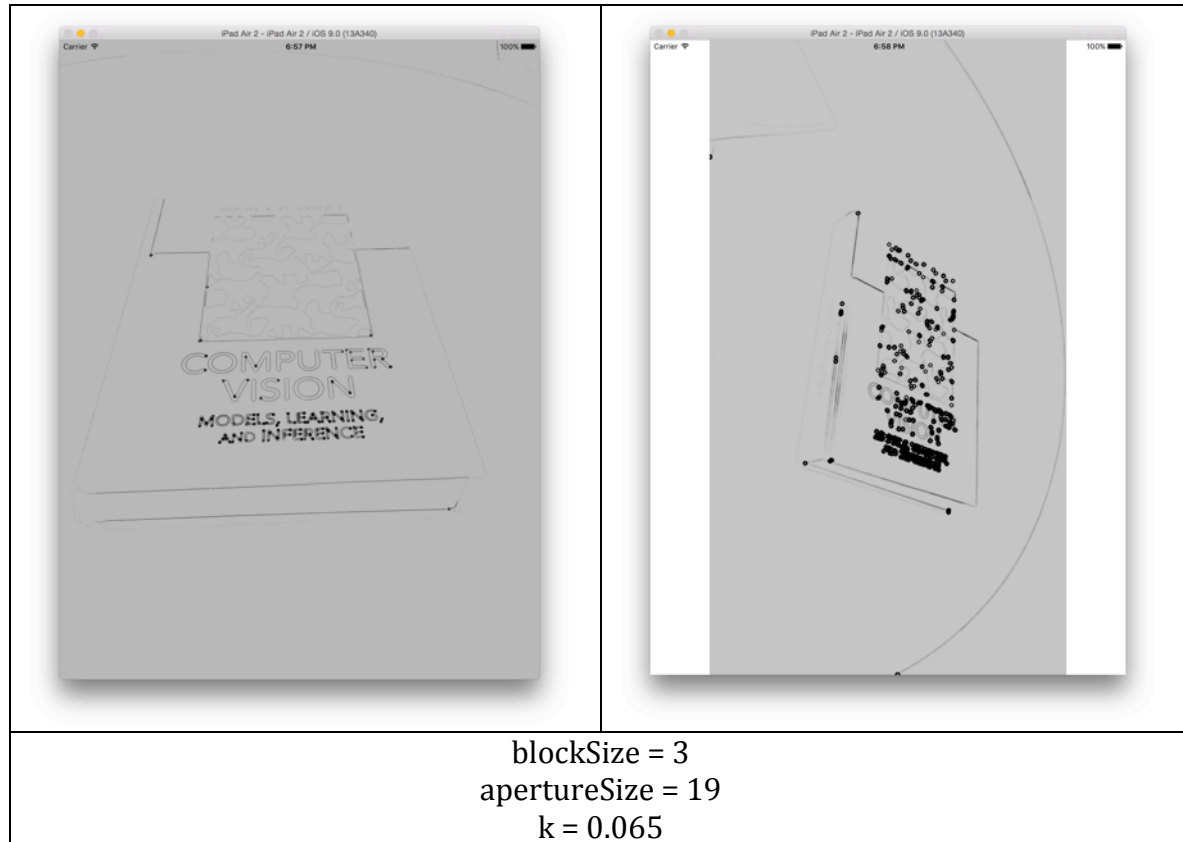 iPad Air 2 - iPad Air 2 / iOS 9.0 (13A340)
Carrier 6:57 PM 100%
COMPUTER
VISION
MODELS, LEARNING,
AND INFERENCE
iPad Air 2 - iPad Air 2 / iOS 9.0 (13A340)
Carrier 6:58 PM 100%
blockSize = 3
apertureSize = 19
k = 0.065